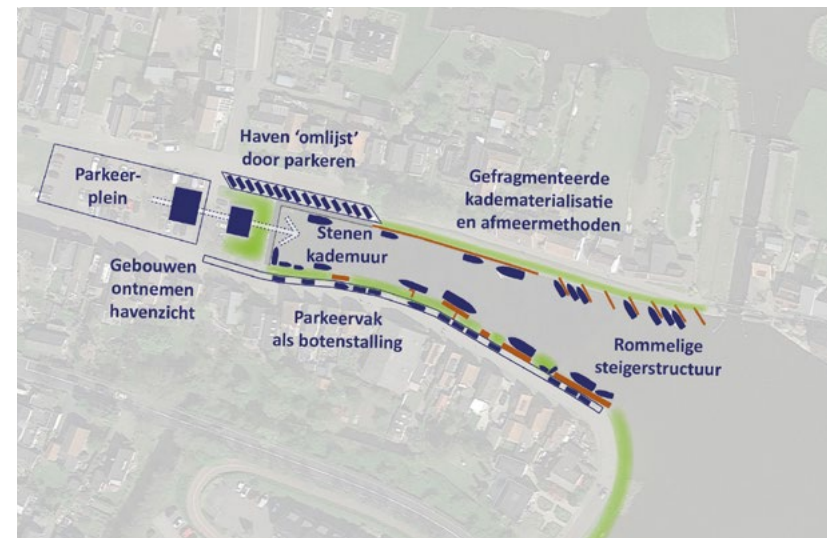 Haven ‘omlijst’
door parkeren
Parkeer-
plein
Gefragmenteerde
kadematerialisatie
en afmeermethoden
Stenen
kademuur
Gebouwen
ontnemen
havenzicht
Parkeervak
als botenstalling
Rommelige
steigerstructuur